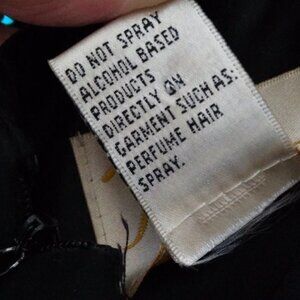 DO NOT SPRAY
ALCOHOL BASED
PRODUCTS
DIRECTLY ON
GARMENT SUCH AS:
PERFUME HAIR
SPRAY.